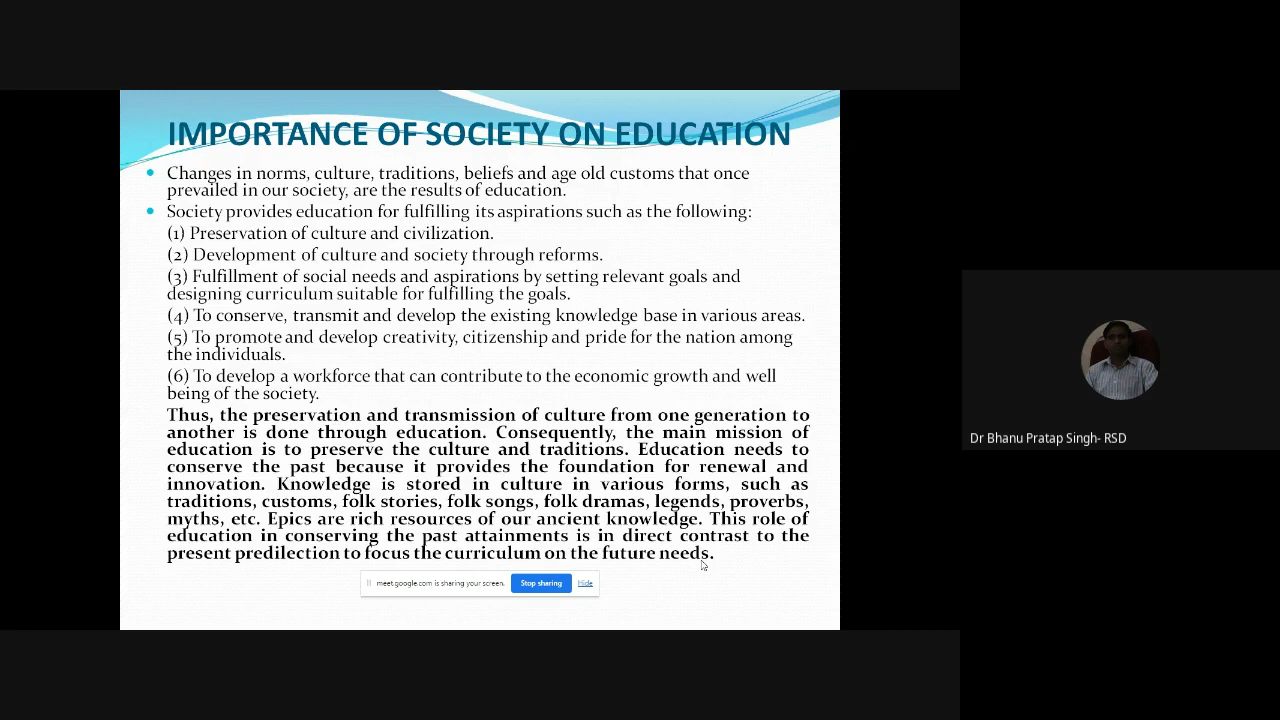 IMPORTANCE OF SOCIETY ON EDUCATION
Changes in norms, culture, traditions, beliefs and age old customs that once
prevailed in our society, are the results of education.
Society provides education for fulfilling its aspirations such as the following:
(1) Preservation of culture and civilization.
(2) Development of culture and society through reforms.
(3) Fulfillment of social needs and aspirations by setting relevant goals and
designing curriculum suitable for fulfilling the goals.
(4) To conserve, transmit and develop the existing knowledge base in various areas.
(5) To promote and develop creativity, citizenship and pride for the nation among
the individuals.
(6) To develop a workforce that can contribute to the economic growth and well
being of the society.
Thus, the preservation and transmission of culture from one generation to
another is done through education. Consequently, the main mission of
education is to preserve the culture and traditions. Education needs to
conserve the past because it provides the foundation for renewal and
innovation. Knowledge is stored in culture in various forms, such as
traditions, customs, folk stories, folk songs, folk dramas, legends, proverbs,
myths, etc. Epics are rich resources of our ancient knowledge. This role of
education in conserving the past attainments is in direct contrast to the
present predilection to focus the curriculum on the future needs.
meet.google.com is sharing your screen. Stop sharing Hide
Dr Bhanu Pratap Singh- RSD